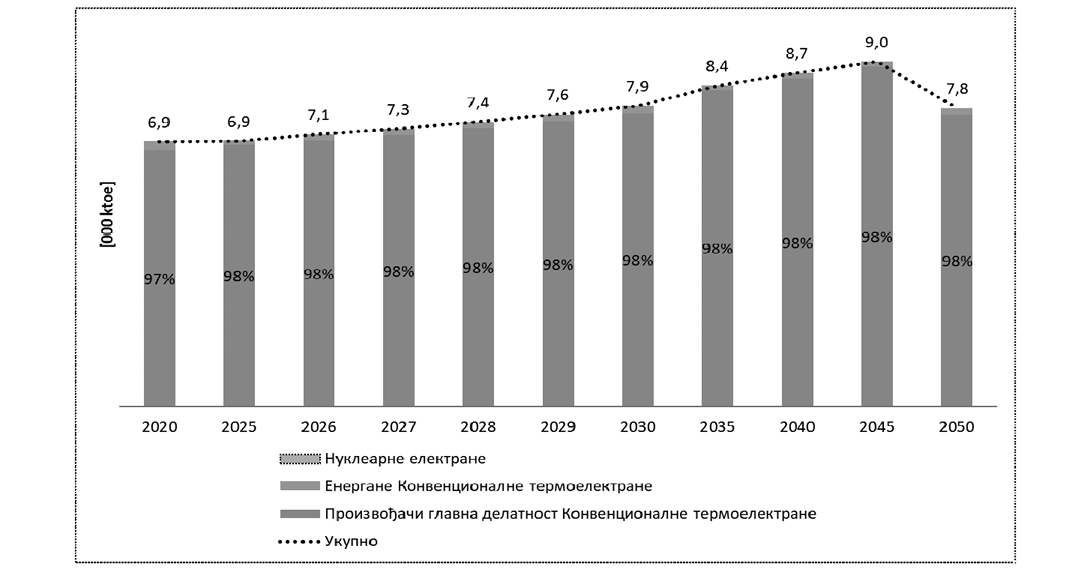 6,9 6,9 7,1 7,3 7,4 7,6 7,9 8,4 8,7 9,0 7,8
[000 ktoe]
97% 98% 98% 98% 98% 98% 98% 98% 98% 98% 98%
2020 2025 2026 2027 2028 2029 2030 2035 2040 2045 2050
Нуклеарне електране
Енергане Конвенционалне термоелектране
Произвођачи главна делатност Конвенционалне термоелектране
Укупно